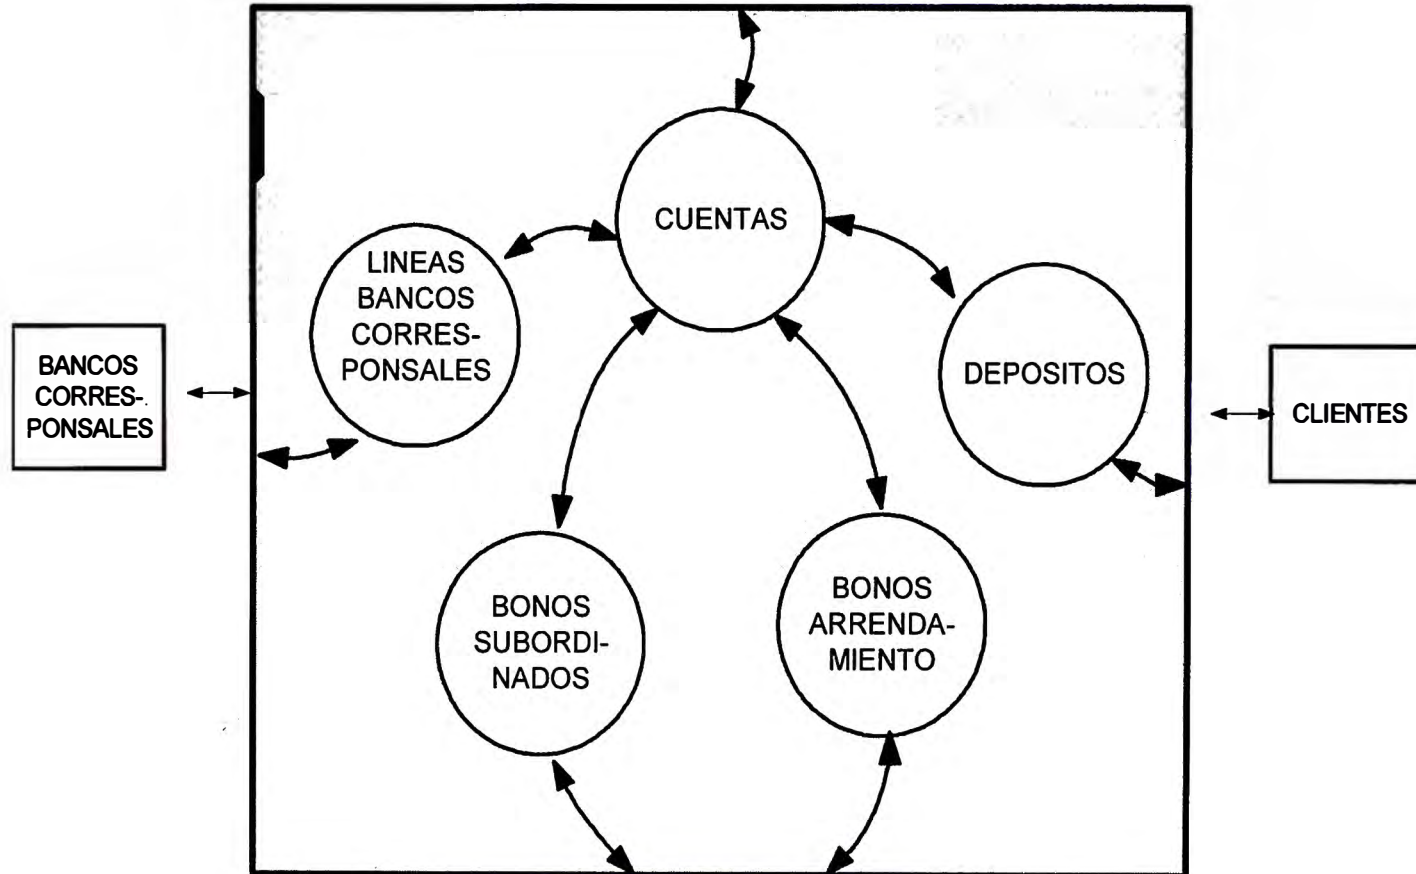 CUENTAS
LINEAS
BANCOS
CORRES-
PONSALES
BANCOS
CORRES-.
PONSALES
DEPOSITOS
CLIENTES
BONOS
SUBORDI-
NADOS
BONOS
ARRENDA-
MIENTO